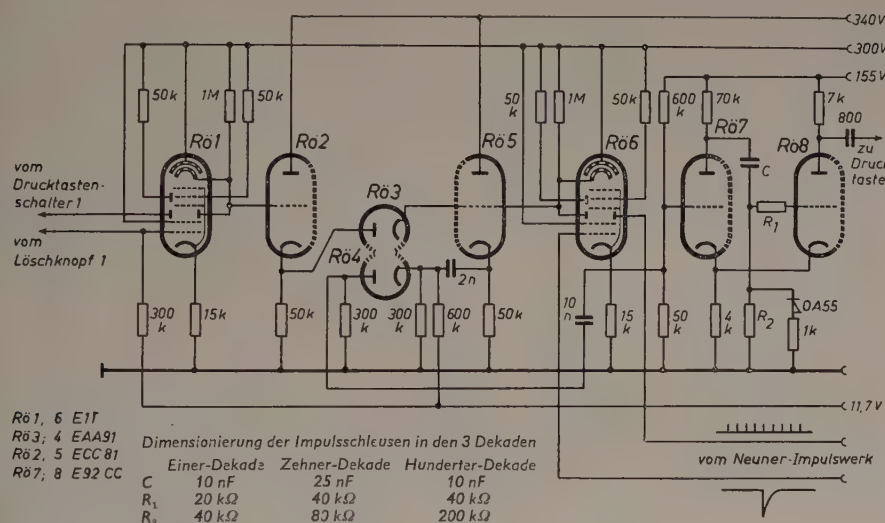 340V
300V
155V
50k
1M
50k
50
k
1M
50k
600
k
70k
7k
800
Rö1
Rö2
Rö5
Rö6
Rö7
Rö8
zu
Druck
taste
C
R₁
vom
Drucktasten-
schalter 1
vom
Löschknopf 1
Rö3
Rö4
2n
10
n
0A55
300
k
15k
50k
300
k
300
k
600
k
50k
15
k
50
k
4
k
R₂
1k
11,7V
Rö1, 6 E1T
Rö3; 4 EAA91
Rö2, 5 ECC81
Rö7; 8 E92 CC
vom Neuner-Impulswerk
Dimensionierung der Impulsschleusen in den 3 Dekaden
Einer-Dekade Zehner-Dekade Hunderter-Dekade
C 10 nF 25 nF 10 nF
R₁ 20 kΩ 40 kΩ 40 kΩ
R₂ 40 kΩ 80 kΩ 200 kΩ